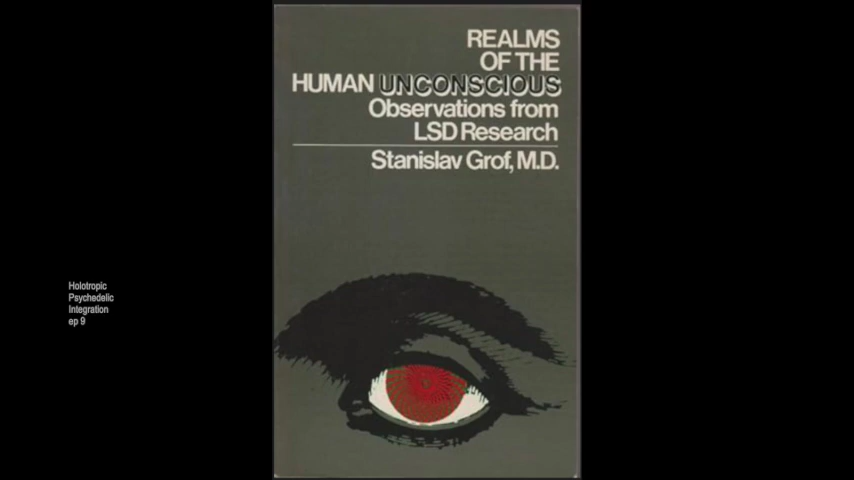 REALMS
OF THE
HUMAN UNCONSCIOUS
Observations from
LSD Research
Stanislav Grof, M.D.
Holotropic
Psychedelic
Integration
ep 9